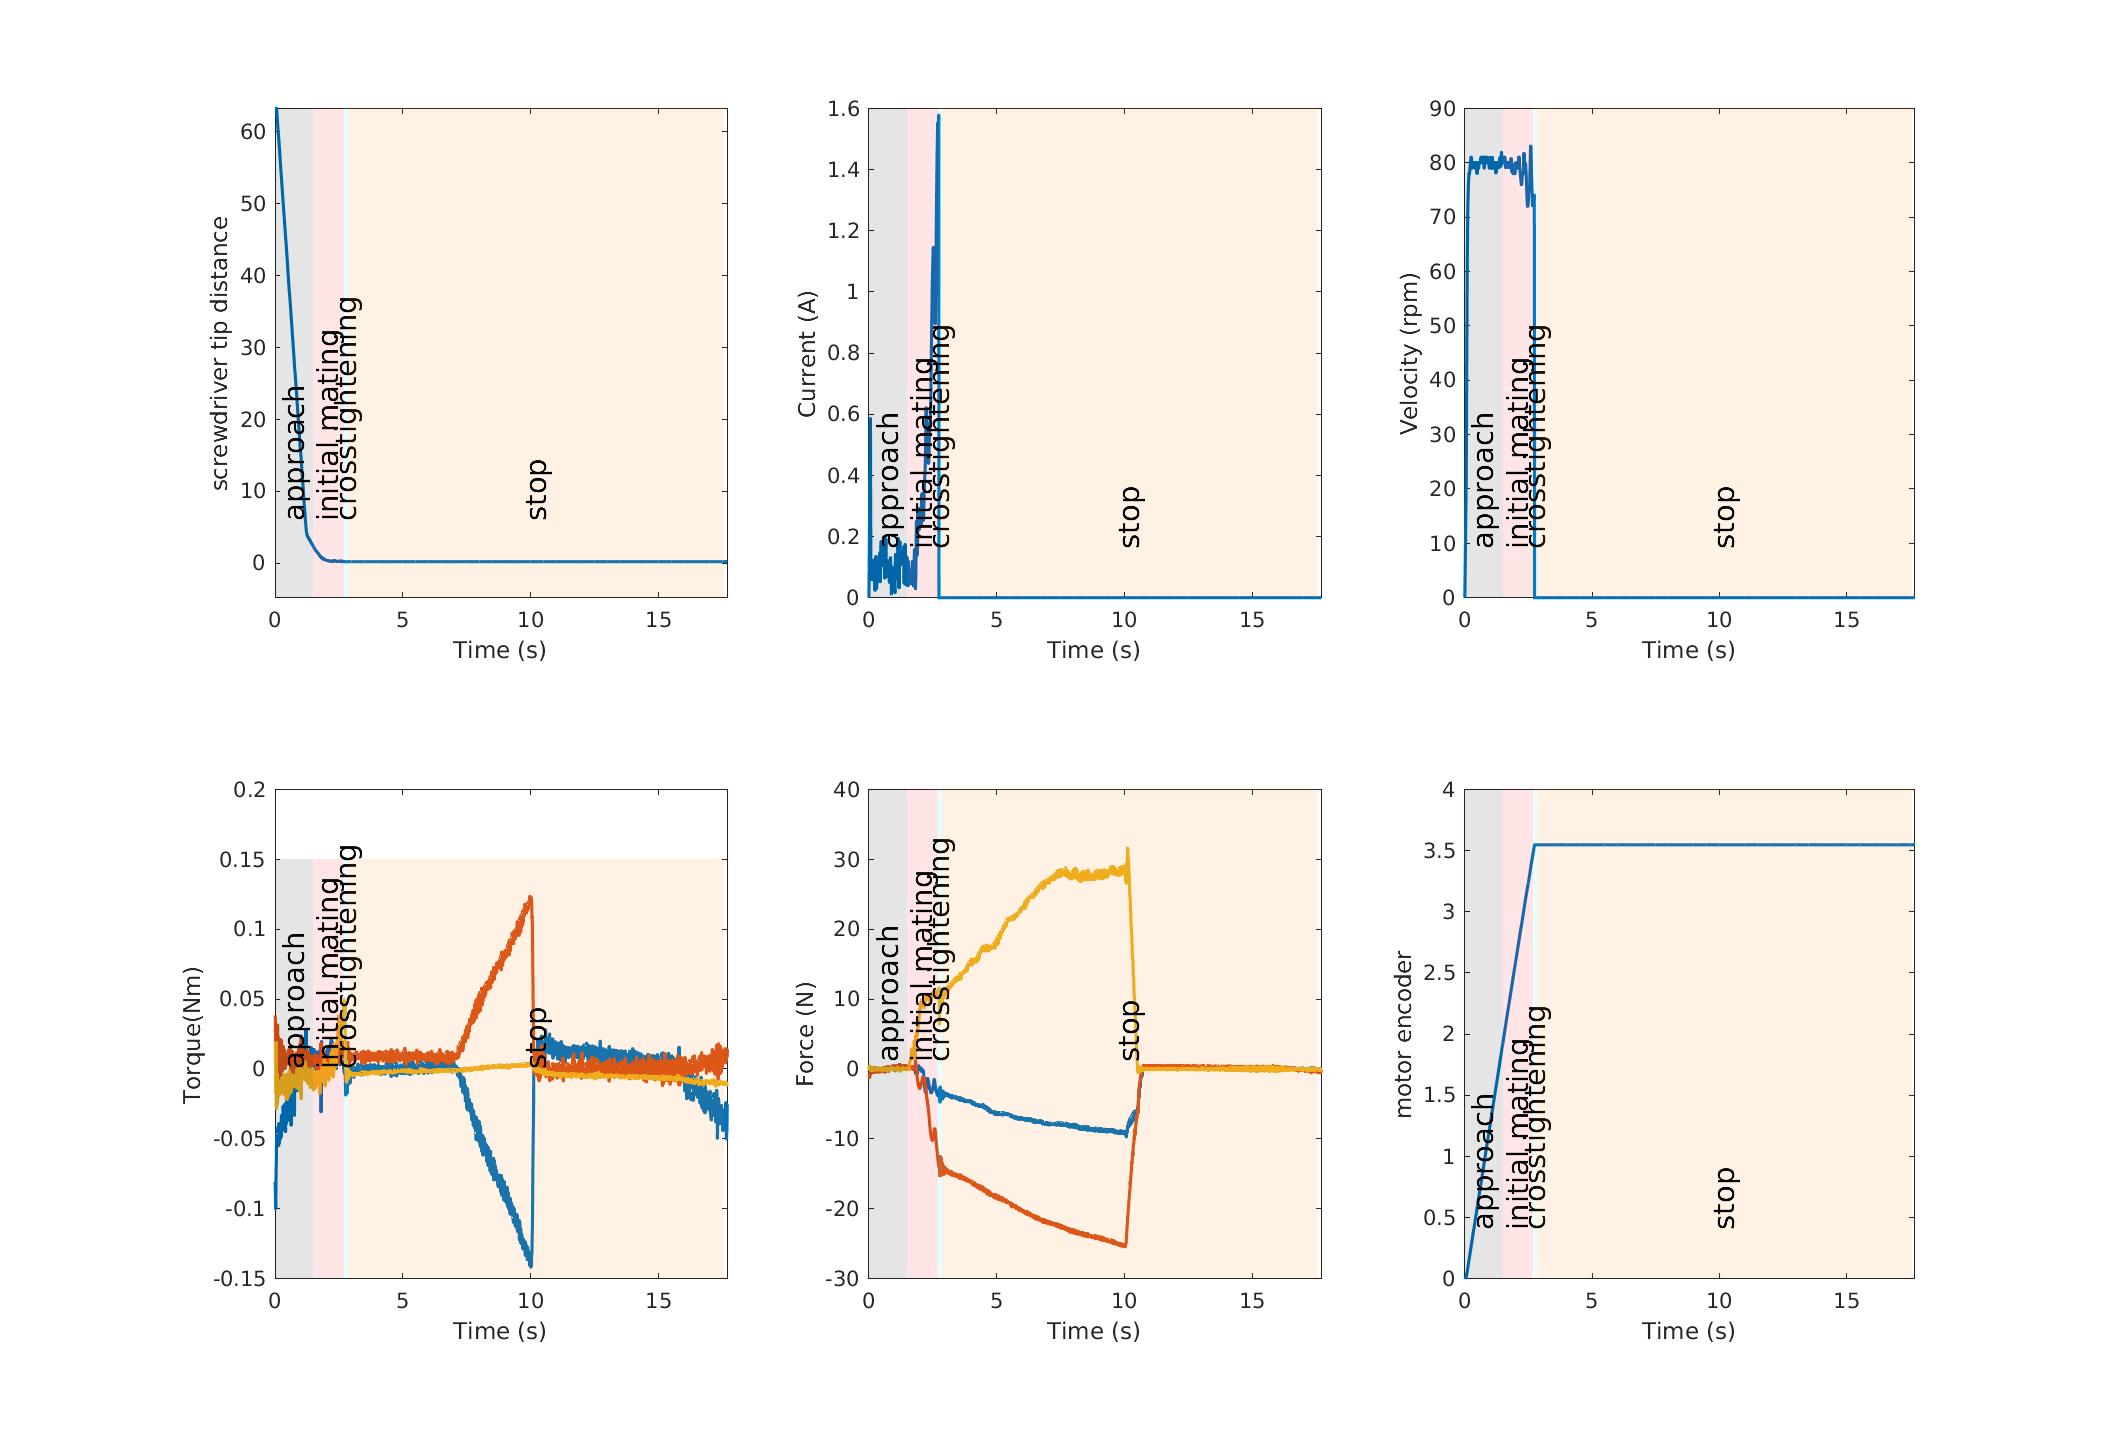 screwdriver tip distance
60
50
40
30
20
10
0
approach
initial mating
crosstightening
stop
0 5 10 15
Time (s)
Current (A)
1.6
1.4
1.2
1
0.8
0.6
0.4
0.2
0
approach
initial mating
crosstightening
stop
0 5 10 15
Time (s)
Velocity (rpm)
90
80
70
60
50
40
30
20
10
0
approach
initial mating
crosstightening
stop
0 5 10 15
Time (s)
Torque(Nm)
0.2
0.15
0.1
0.05
0
-0.05
-0.1
-0.15
approach
initial mating
crosstightening
stop
0 5 10 15
Time (s)
Force (N)
40
30
20
10
0
-10
-20
-30
approach
initial mating
crosstightening
stop
0 5 10 15
Time (s)
motor encoder
4
3.5
3
2.5
2
1.5
1
0.5
0
approach
initial mating
crosstightening
stop
0 5 10 15
Time (s)